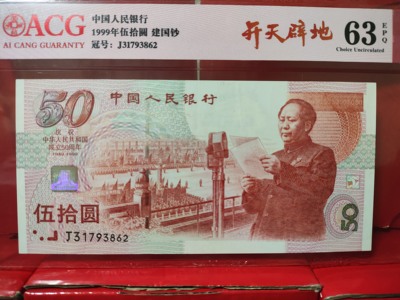 ACG
AI CANG GUARANTY
中国人民银行
1999年伍拾圓 建国钞
冠号: J31793862
开天辟地
63
EPQ
Choice Uncirculated
50
中国人民银行
庆祝
中华人民共和国
成立50周年
伍拾圆
J31793862
50